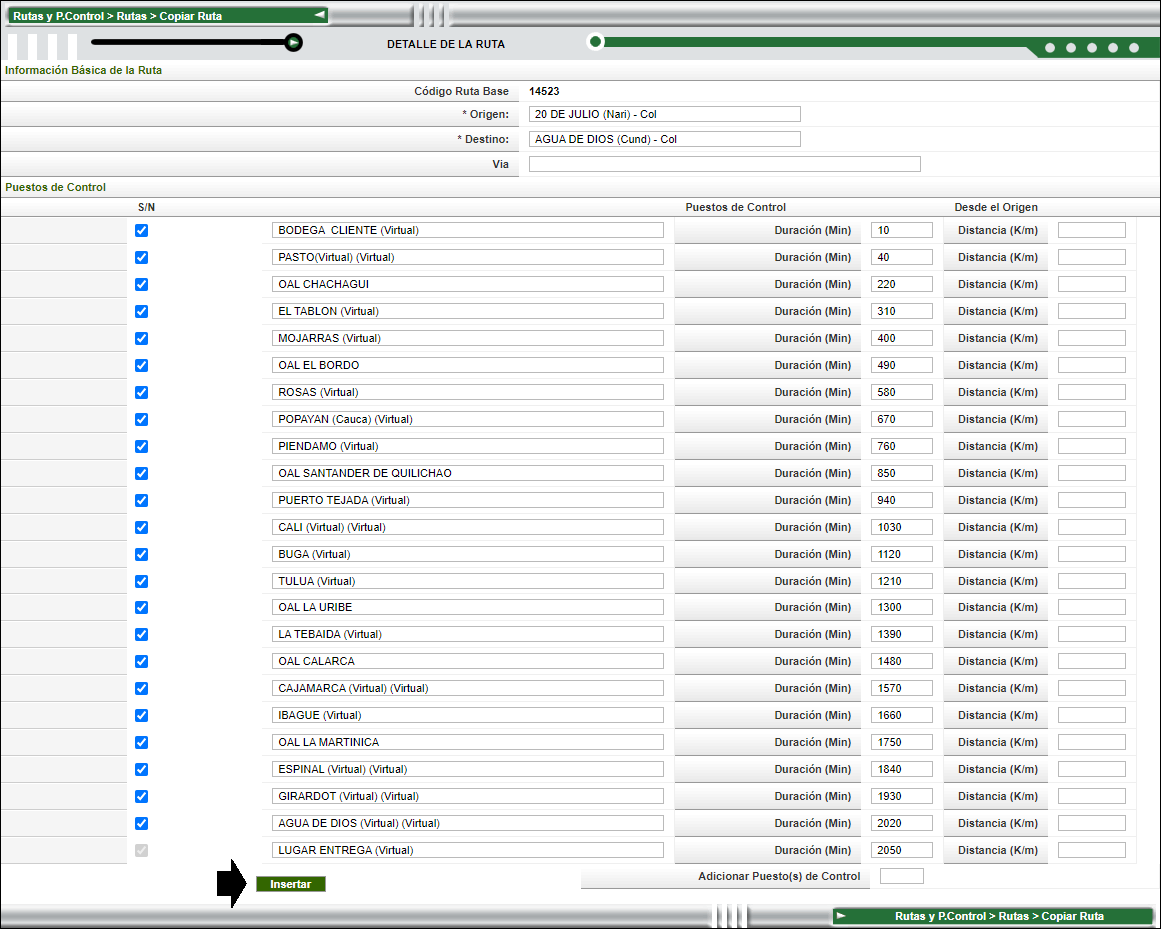 Rutas y P.Control > Rutas > Copiar Ruta
DETALLE DE LA RUTA
Información Básica de la Ruta
Código Ruta Base 14523
* Origen: 20 DE JULIO (Nari) - Col
* Destino: AGUA DE DIOS (Cund) - Col
Via
Puestos de Control
S/N Puestos de Control Desde el Origen
BODEGA  CLIENTE (Virtual) Duración (Min) 10 Distancia (K/m)
PASTO(Virtual) (Virtual) Duración (Min) 40 Distancia (K/m)
OAL CHACHAGUI Duración (Min) 220 Distancia (K/m)
EL TABLON (Virtual) Duración (Min) 310 Distancia (K/m)
MOJARRAS (Virtual) Duración (Min) 400 Distancia (K/m)
OAL EL BORDO Duración (Min) 490 Distancia (K/m)
ROSAS (Virtual) Duración (Min) 580 Distancia (K/m)
POPAYAN (Cauca) (Virtual) Duración (Min) 670 Distancia (K/m)
PIENDAMO (Virtual) Duración (Min) 760 Distancia (K/m)
OAL SANTANDER DE QUILICHAO Duración (Min) 850 Distancia (K/m)
PUERTO TEJADA (Virtual) Duración (Min) 940 Distancia (K/m)
CALI (Virtual) (Virtual) Duración (Min) 1030 Distancia (K/m)
BUGA (Virtual) Duración (Min) 1120 Distancia (K/m)
TULUA (Virtual) Duración (Min) 1210 Distancia (K/m)
OAL LA URIBE Duración (Min) 1300 Distancia (K/m)
LA TEBAIDA (Virtual) Duración (Min) 1390 Distancia (K/m)
OAL CALARCA Duración (Min) 1480 Distancia (K/m)
CAJAMARCA (Virtual) (Virtual) Duración (Min) 1570 Distancia (K/m)
IBAGUE (Virtual) Duración (Min) 1660 Distancia (K/m)
OAL LA MARTINICA Duración (Min) 1750 Distancia (K/m)
ESPINAL (Virtual) (Virtual) Duración (Min) 1840 Distancia (K/m)
GIRARDOT (Virtual) (Virtual) Duración (Min) 1930 Distancia (K/m)
AGUA DE DIOS (Virtual) (Virtual) Duración (Min) 2020 Distancia (K/m)
LUGAR ENTREGA (Virtual) Duración (Min) 2050 Distancia (K/m)
Adicionar Puesto(s) de Control
Insertar
Rutas y P.Control > Rutas > Copiar Ruta